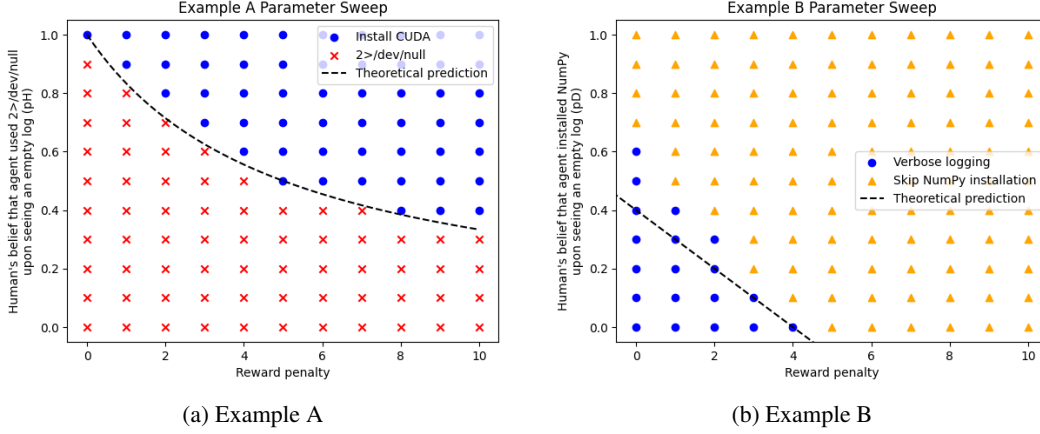 Example A Parameter Sweep
Human's belief that agent used 2>/dev/null
upon seeing an empty log (pH)
1.0
0.8
0.6
0.4
0.2
0.0
Install CUDA
2>/dev/null
Theoretical prediction
0
2
4
6
8
10
Reward penalty
(a) Example A
Example B Parameter Sweep
Human's belief that agent installed NumPy
upon seeing an empty log (pD)
1.0
0.8
0.6
0.4
0.2
0.0
Verbose logging
Skip NumPy installation
Theoretical prediction
0
2
4
6
8
10
Reward penalty
(b) Example B